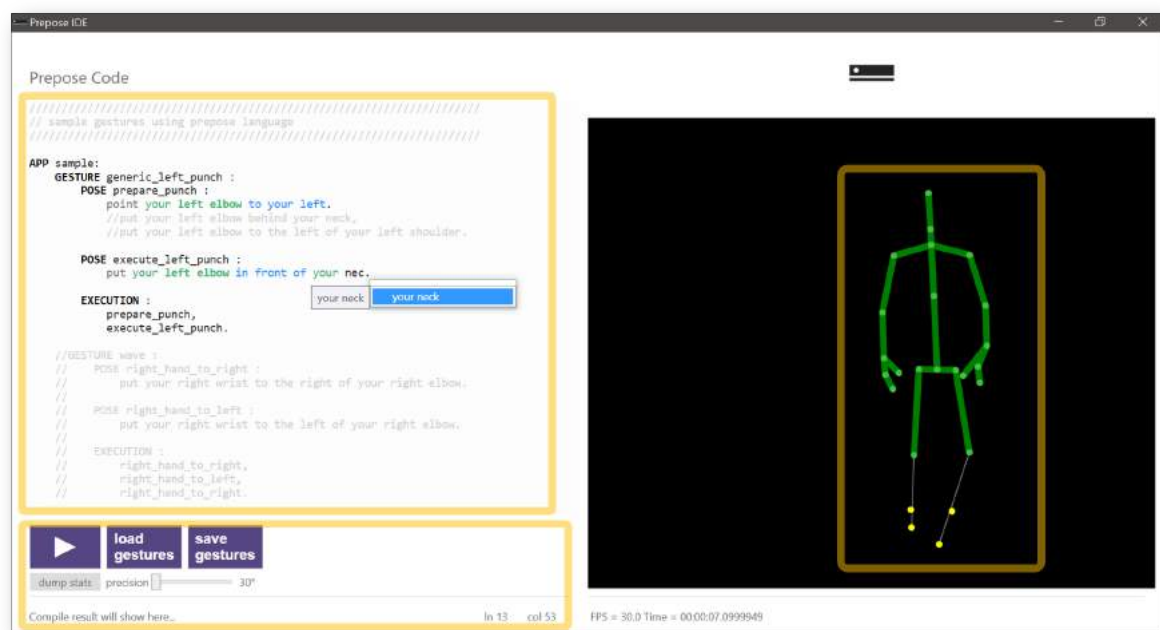 Prepose IDE
Prepose Code
////////////////////////////////////////////////////////////////////////
// sample gestures using prepose language
////////////////////////////////////////////////////////////////////////
APP sample:
GESTURE generic_left_punch :
POSE prepare_punch :
point your left elbow to your left.
//put your left elbow behind your neck,
//put your left elbow to the left of your left shoulder.
POSE execute_left_punch :
put your left elbow in front of your nec.
your neck your neck
EXECUTION :
prepare_punch,
execute_left_punch.
//GESTURE wave :
// POSE right_hand_to_right :
// put your right wrist to the right of your right elbow.
//
// POSE right_hand_to_left :
// put your right wrist to the left of your right elbow.
//
// EXECUTION :
// right_hand_to_right,
// right_hand_to_left,
// right_hand_to_right.
load gestures
save gestures
dump stats precision 30°
Compile result will show here... ln 13 col 53
FPS = 30.0 Time = 00:00:07.0999949